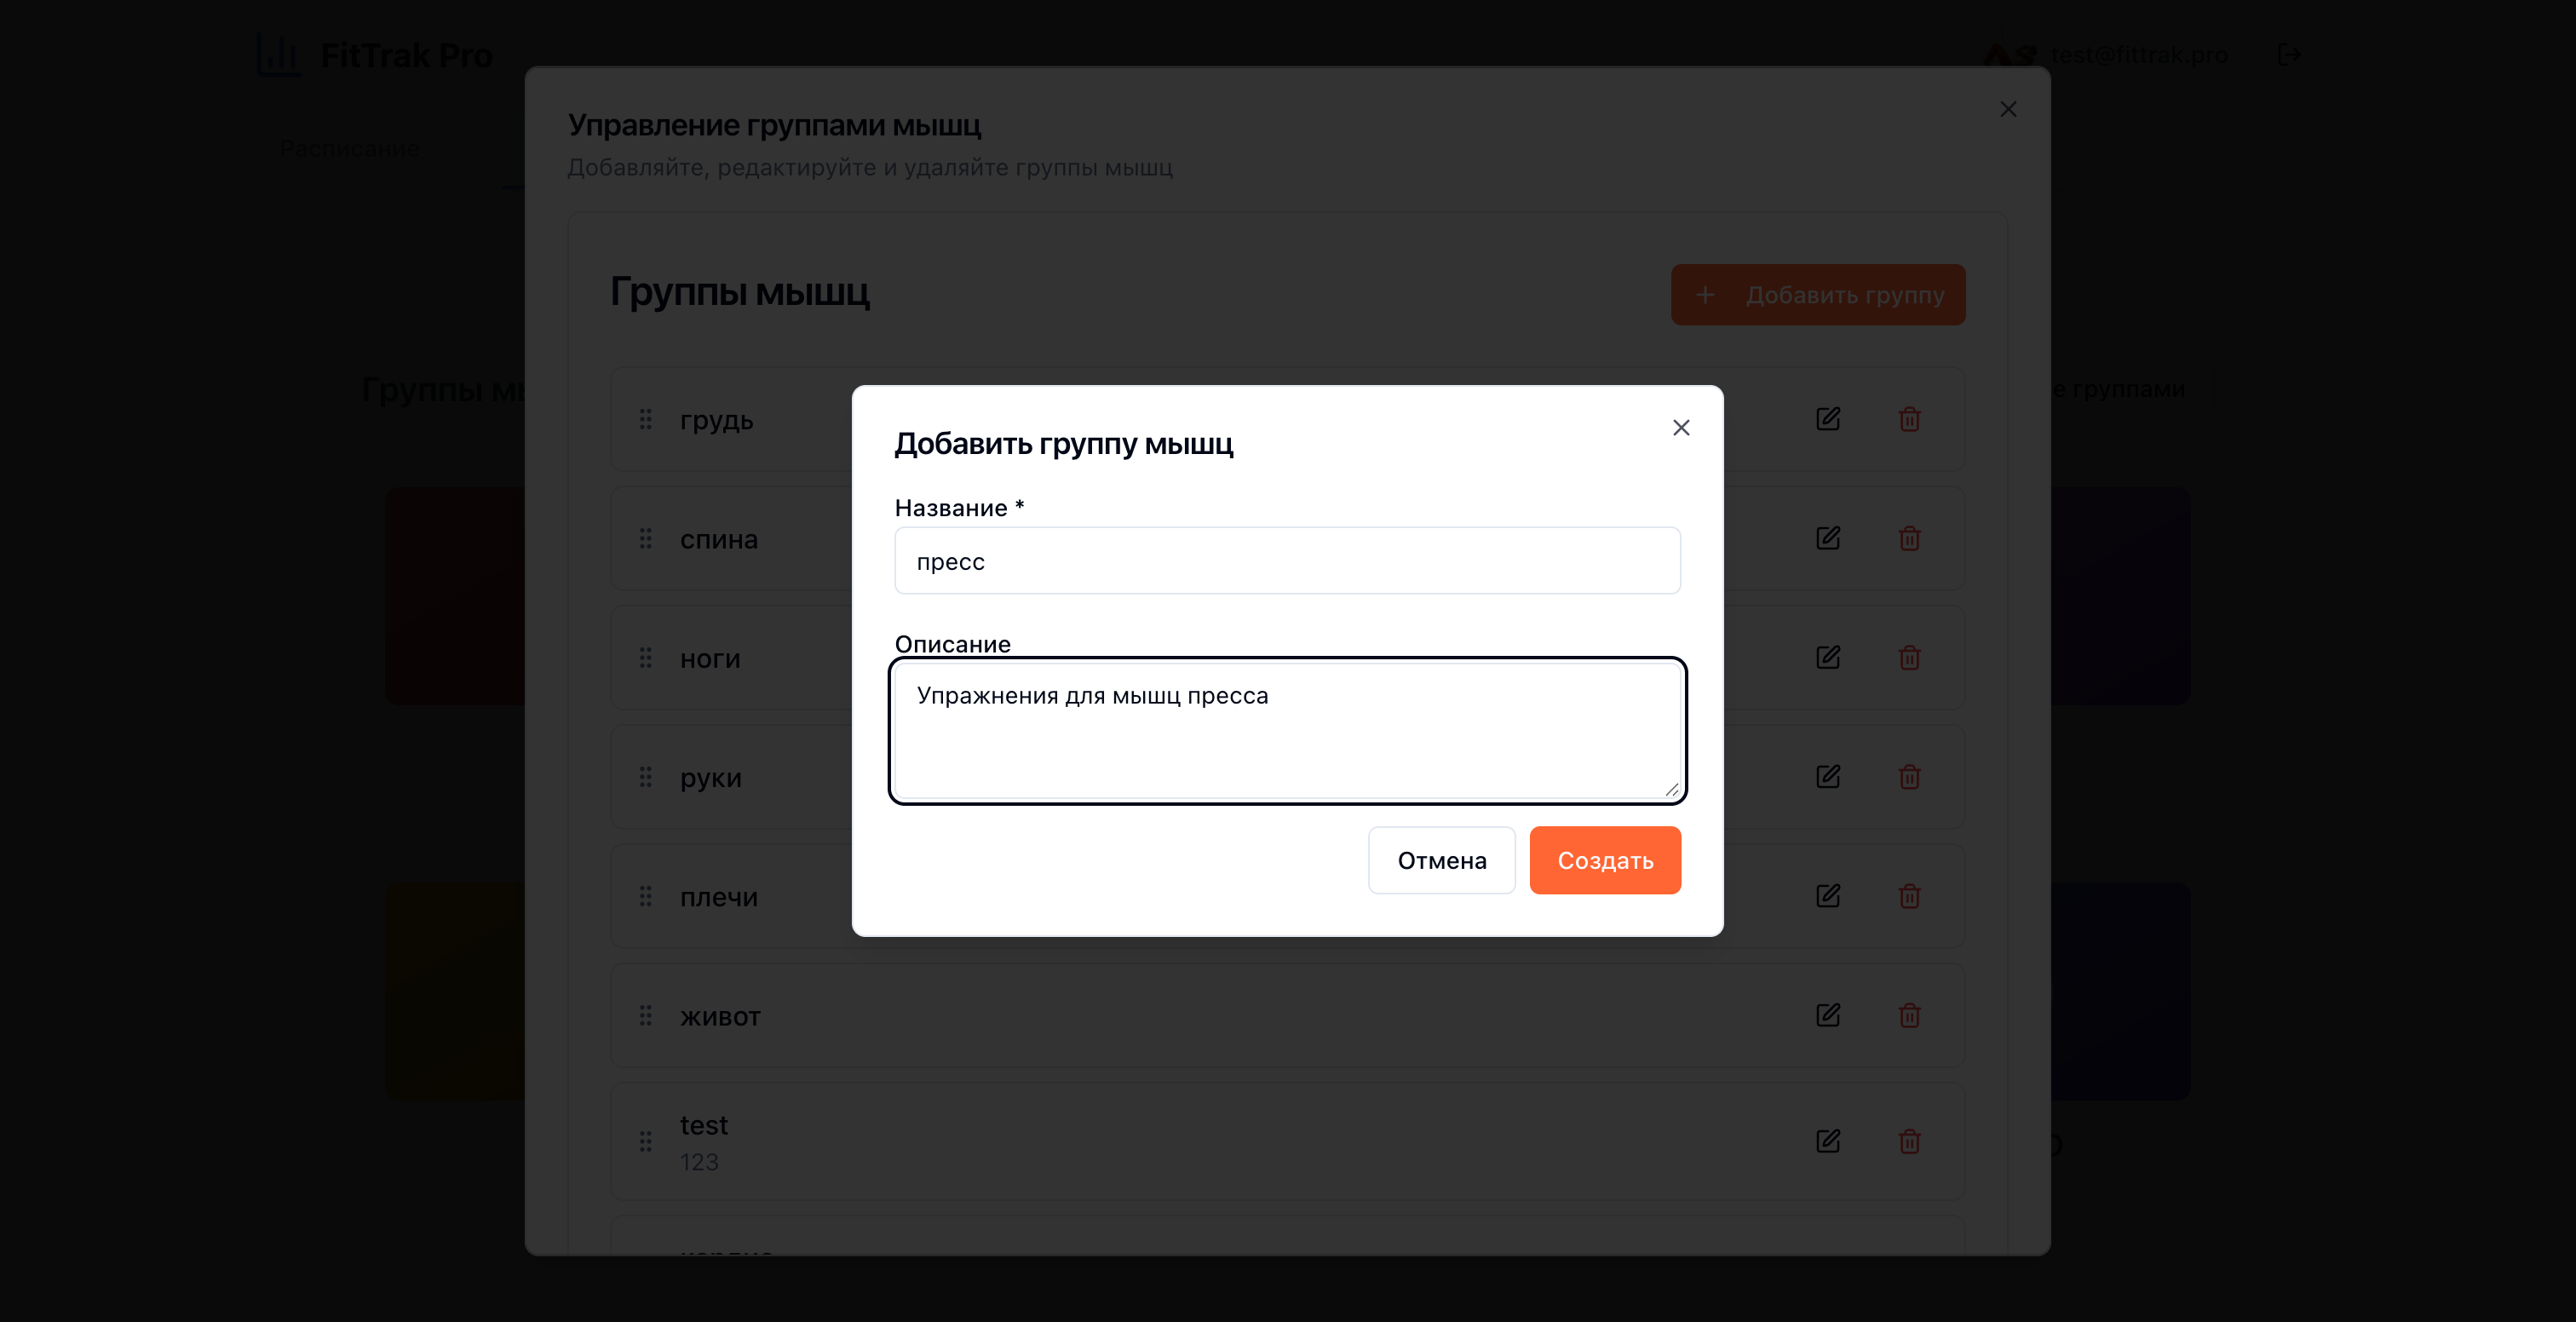 FitTrak Pro
test@fittrak.pro
Расписание
Управление группами мышц
Добавляйте, редактируйте и удаляйте группы мышц
Группы мышц
Добавить группу
Группы
е группами
грудь
спина
ноги
руки
плечи
живот
test
123
Добавить группу мышц
Название *
пресс
Описание
Упражнения для мышц пресса
Отмена
Создать